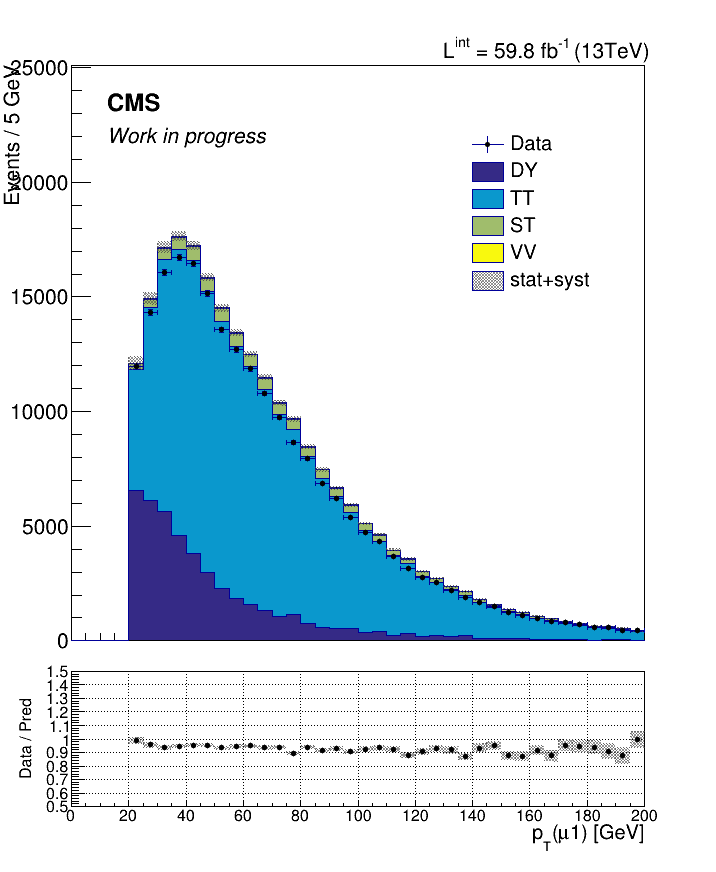 L^int = 59.8 fb^-1 (13TeV)
Events / 5 GeV
25000
20000
15000
10000
5000
0
CMS
Work in progress
Data
DY
TT
ST
VV
stat+syst
Data / Pred
1.5
1.4
1.3
1.2
1.1
1
0.9
0.8
0.7
0.6
0.5
0 20 40 60 80 100 120 140 160 180 200
p_T(μ1) [GeV]